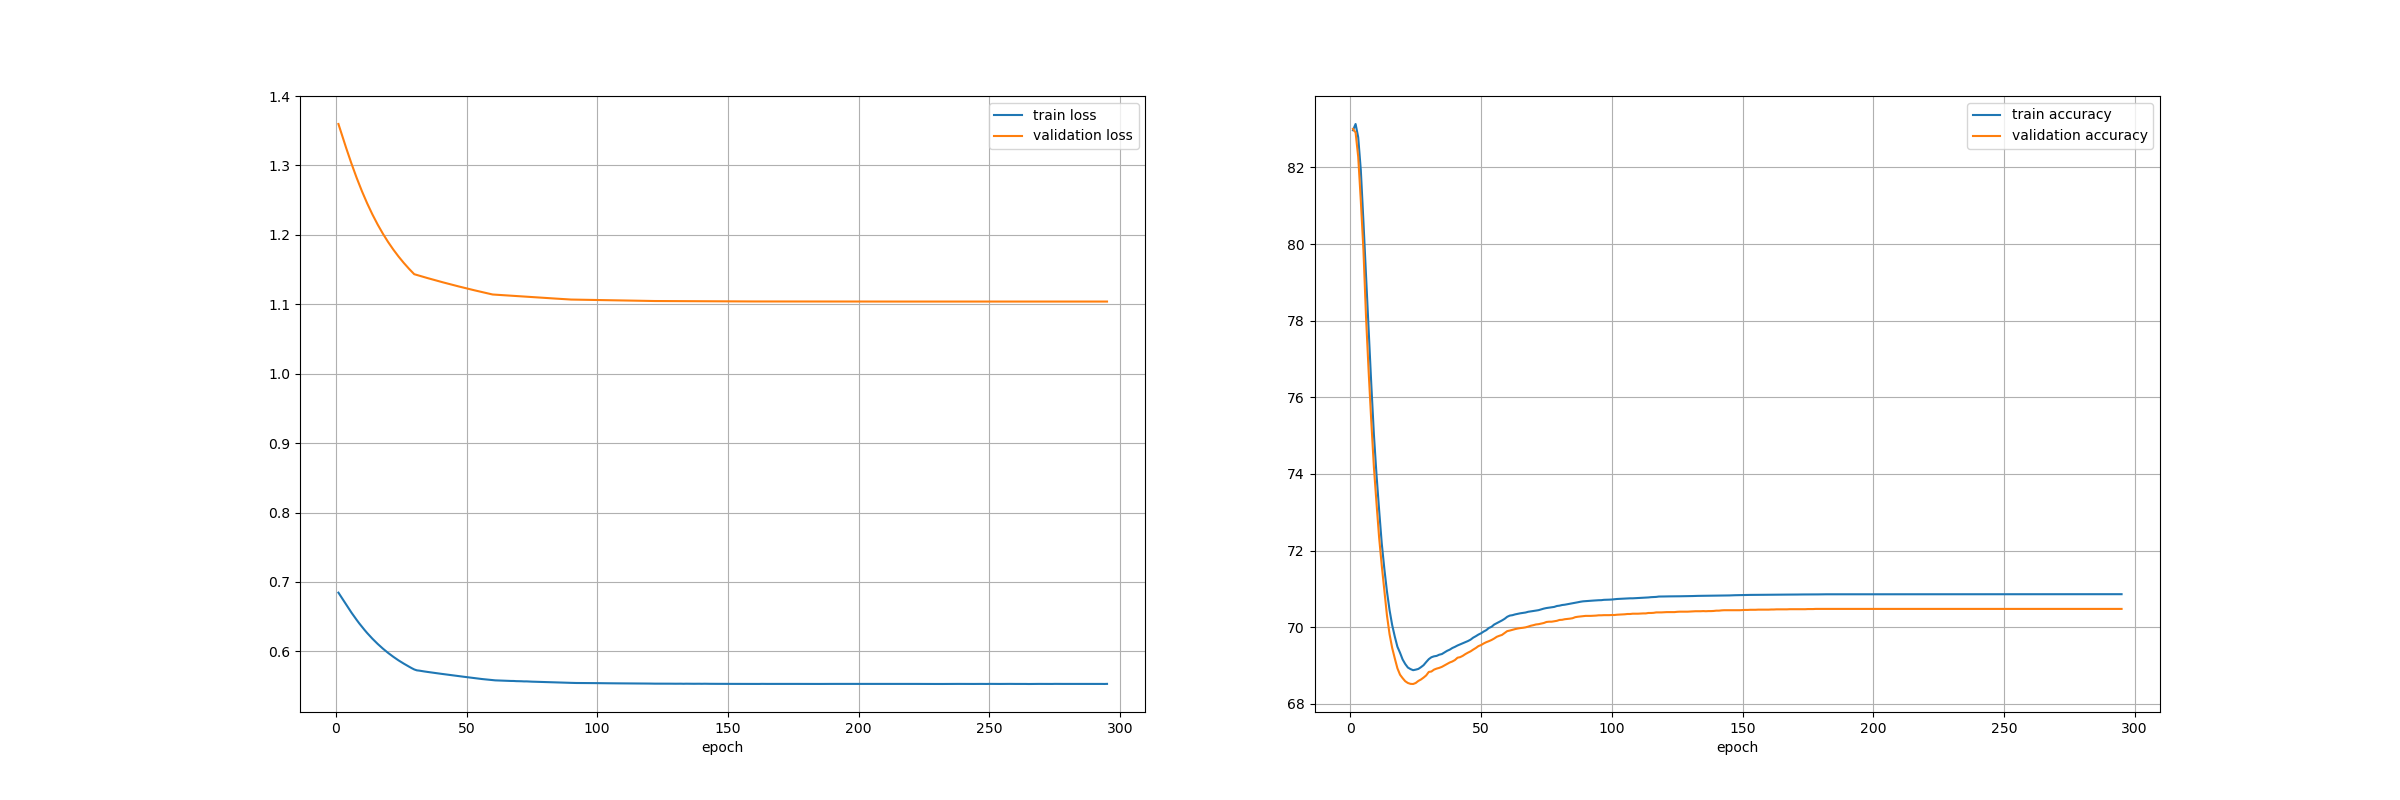 1.4
1.3
1.2
1.1
1.0
0.9
0.8
0.7
0.6
0 50 100 150 200 250 300
epoch
train loss
validation loss
82
80
78
76
74
72
70
68
0 50 100 150 200 250 300
epoch
train accuracy
validation accuracy